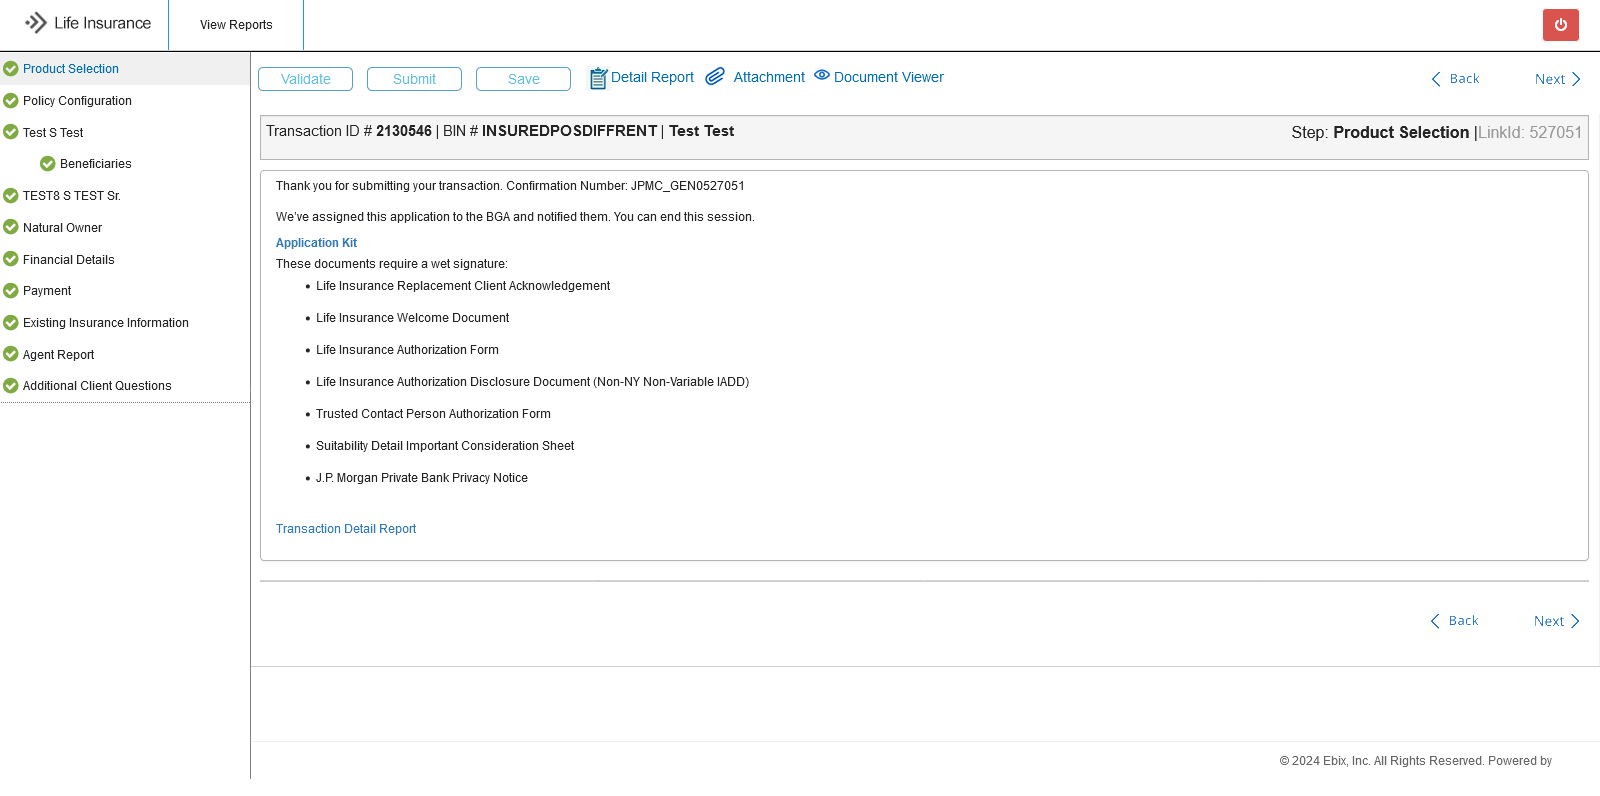 Life Insurance
View Reports
Product Selection
Policy Configuration
Test S Test
Beneficiaries
TEST8 S TEST Sr.
Natural Owner
Financial Details
Payment
Existing Insurance Information
Agent Report
Additional Client Questions
Validate Submit Save Detail Report Attachment Document Viewer Back Next
Transaction ID # 2130546 | BIN # INSUREDPOSDIFFRENT | Test Test
Step: Product Selection |LinkId: 527051
Thank you for submitting your transaction. Confirmation Number: JPMC_GEN0527051
We've assigned this application to the BGA and notified them. You can end this session.
Application Kit
These documents require a wet signature:
• Life Insurance Replacement Client Acknowledgement
• Life Insurance Welcome Document
• Life Insurance Authorization Form
• Life Insurance Authorization Disclosure Document (Non-NY Non-Variable IADD)
• Trusted Contact Person Authorization Form
• Suitability Detail Important Consideration Sheet
• J.P. Morgan Private Bank Privacy Notice
Transaction Detail Report
Back Next
© 2024 Ebix, Inc. All Rights Reserved. Powered by